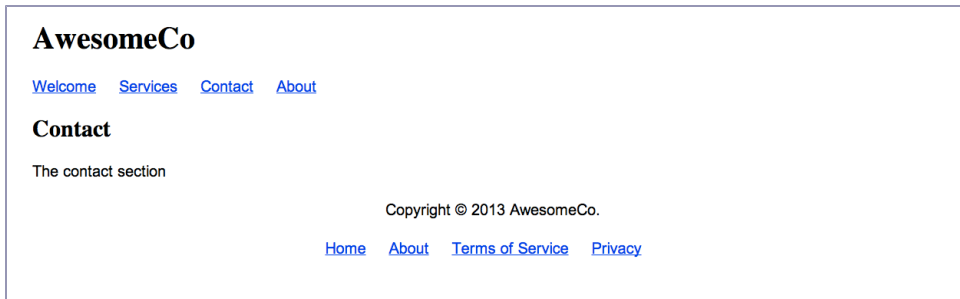 AwesomeCo
Welcome Services Contact About
Contact
The contact section
Copyright © 2013 AwesomeCo.
Home About Terms of Service Privacy